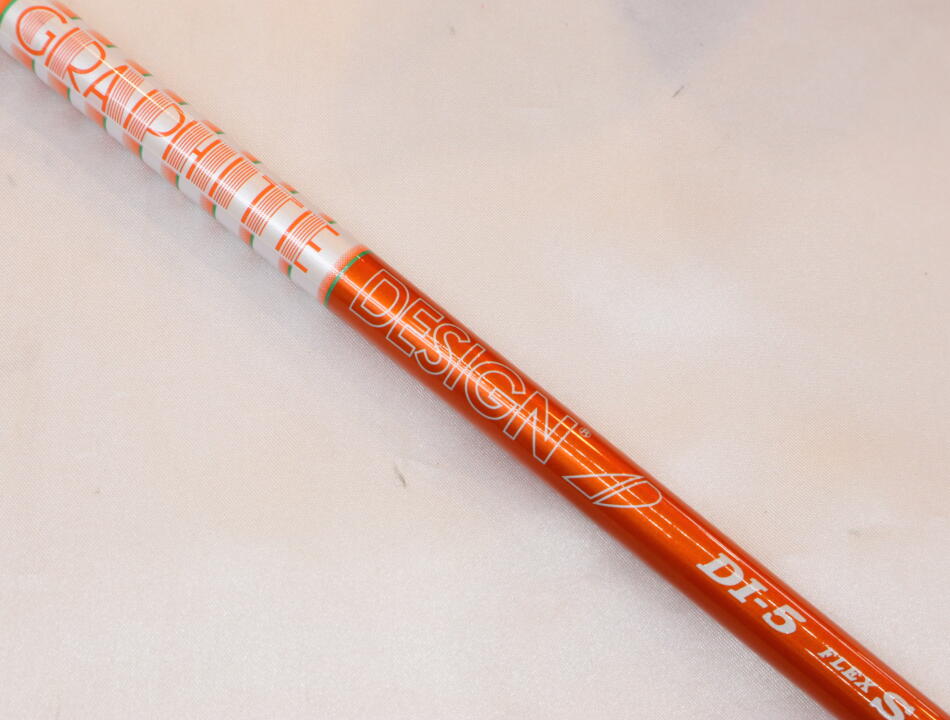 GRAPHITE
DESIGN®
AD
DI-5
FLEX S